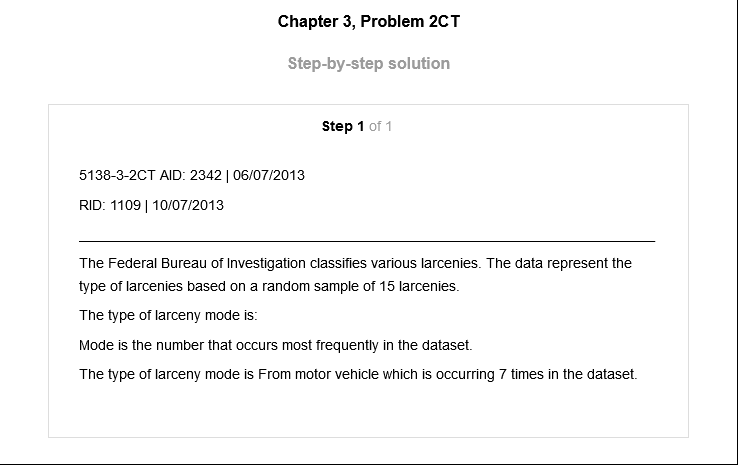 Chapter 3, Problem 2CT
Step-by-step solution
Step 1 of 1
5138-3-2CT AID: 2342 | 06/07/2013
RID: 1109 | 10/07/2013
The Federal Bureau of Investigation classifies various larcenies. The data represent the
type of larcenies based on a random sample of 15 larcenies.
The type of larceny mode is:
Mode is the number that occurs most frequently in the dataset.
The type of larceny mode is From motor vehicle which is occurring 7 times in the dataset.